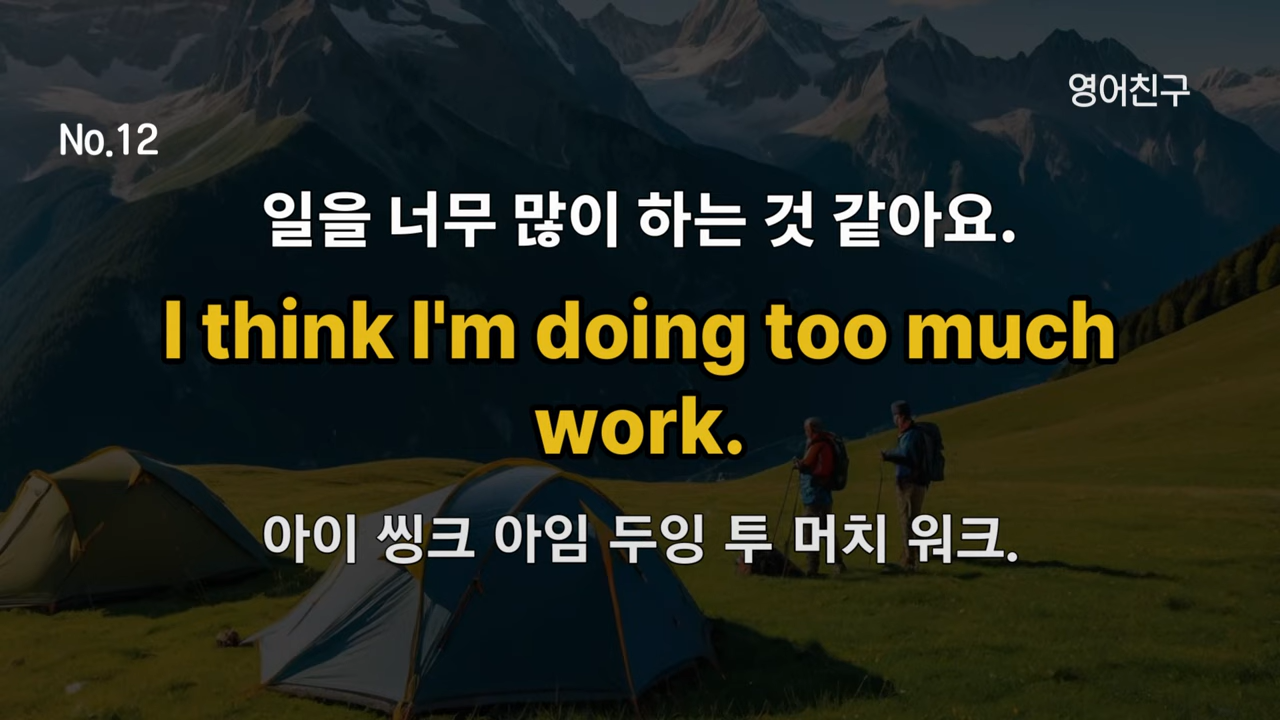 영어친구
No.12
일을 너무 많이 하는 것 같아요.
I think I'm doing too much
work.
아이 씽크 아임 두잉 투 머치 워크.